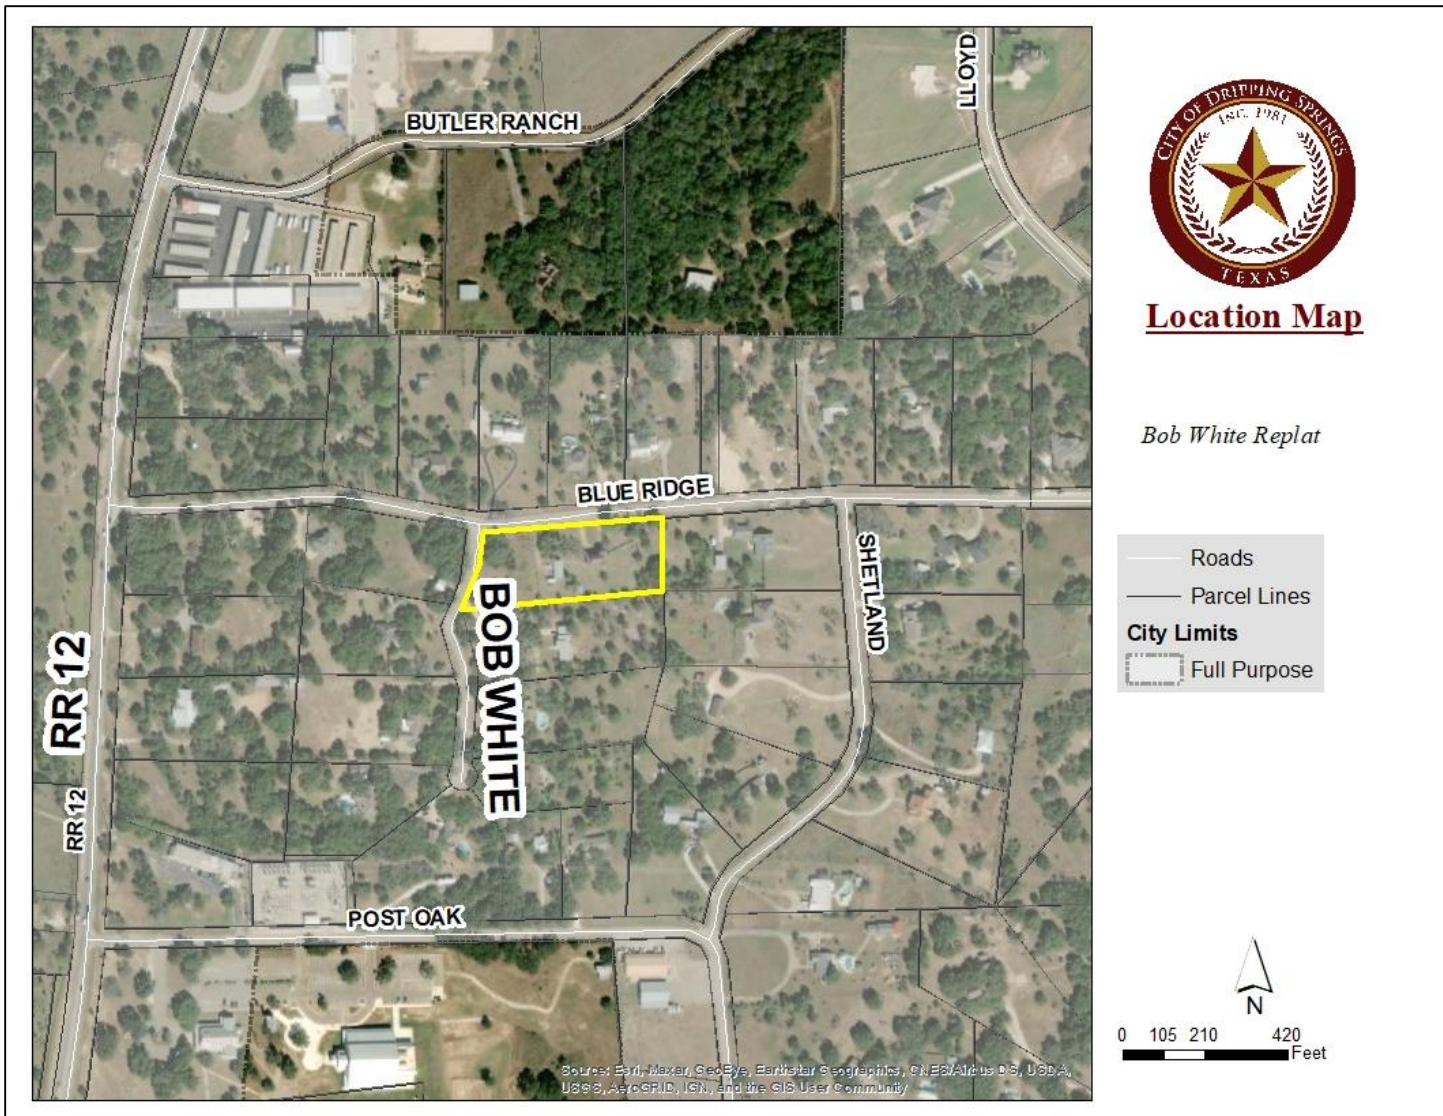 BUTLER RANCH
LLOYD
BLUE RIDGE
SHETLAND
BOB WHITE
RR 12
RR 12
POST OAK
Source: Esri, Maxar, GeoEye, Earthstar Geographics, CNES/Airbus DS, USDA,
USGS, AeroGRID, IGN, and the GIS User Community
CITY OF DRIPPING SPRINGS
INC. 1981
TEXAS
Location Map
Bob White Replat
Roads
Parcel Lines
City Limits
Full Purpose
N
0 105 210 420
Feet